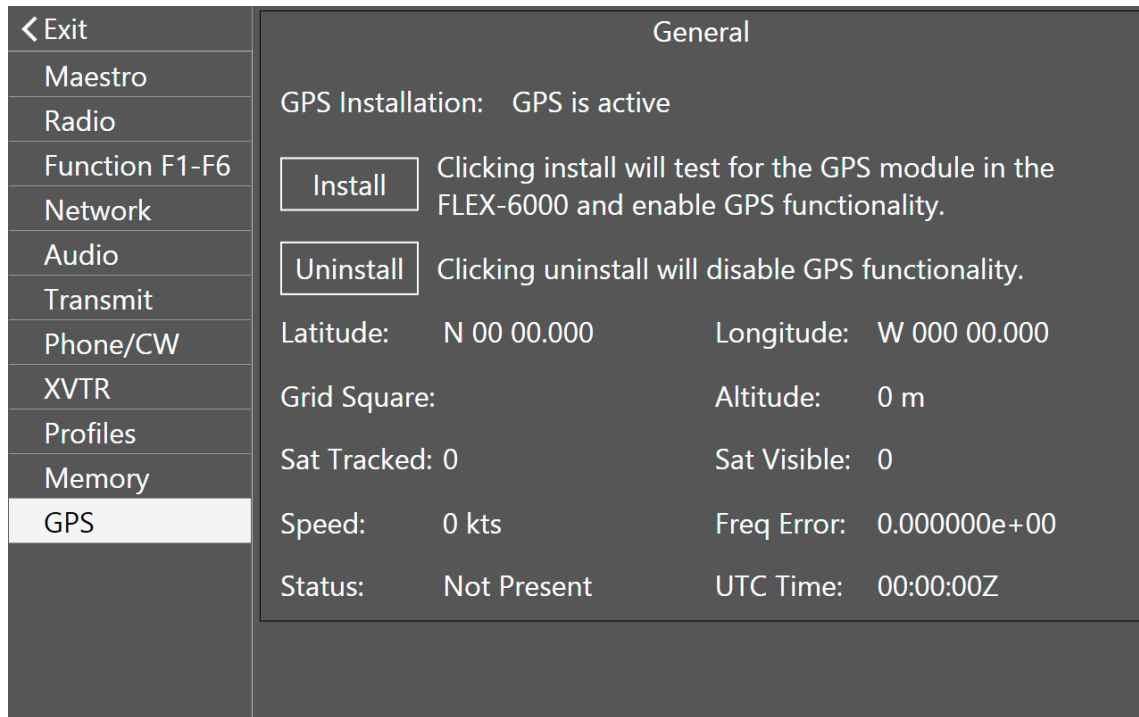 Exit
Maestro
Radio
Function F1-F6
Network
Audio
Transmit
Phone/CW
XVTR
Profiles
Memory
GPS
General
GPS Installation: GPS is active
Install
Clicking install will test for the GPS module in the
FLEX-6000 and enable GPS functionality.
Uninstall
Clicking uninstall will disable GPS functionality.
Latitude: N 00 00.000 Longitude: W 000 00.000
Grid Square: Altitude: 0 m
Sat Tracked: 0 Sat Visible: 0
Speed: 0 kts Freq Error: 0.000000e+00
Status: Not Present UTC Time: 00:00:00Z